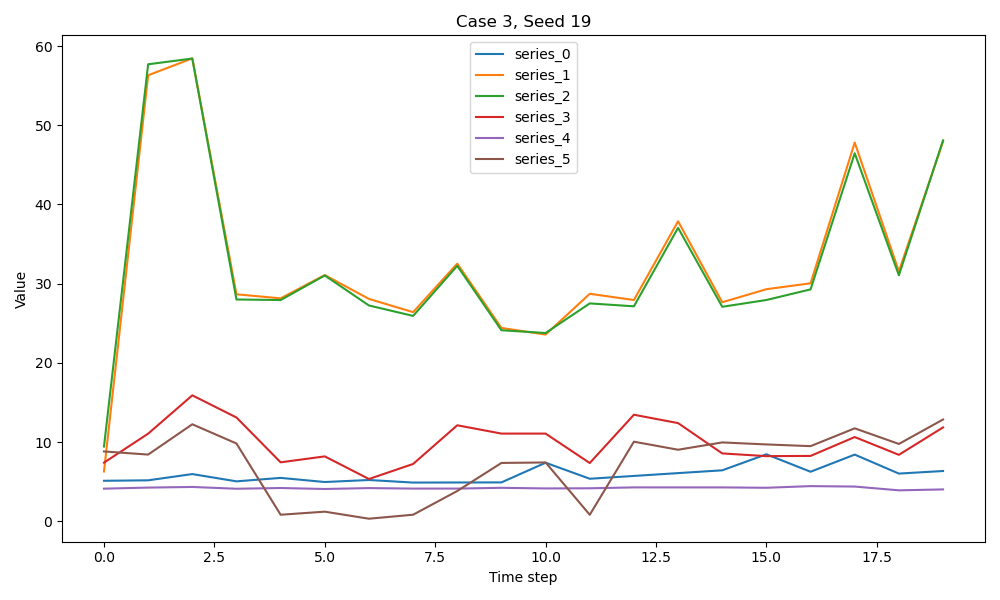 Case 3, Seed 19
series_0
series_1
series_2
series_3
series_4
series_5
60
50
40
30
20
10
0
Value
0.0 2.5 5.0 7.5 10.0 12.5 15.0 17.5
Time step